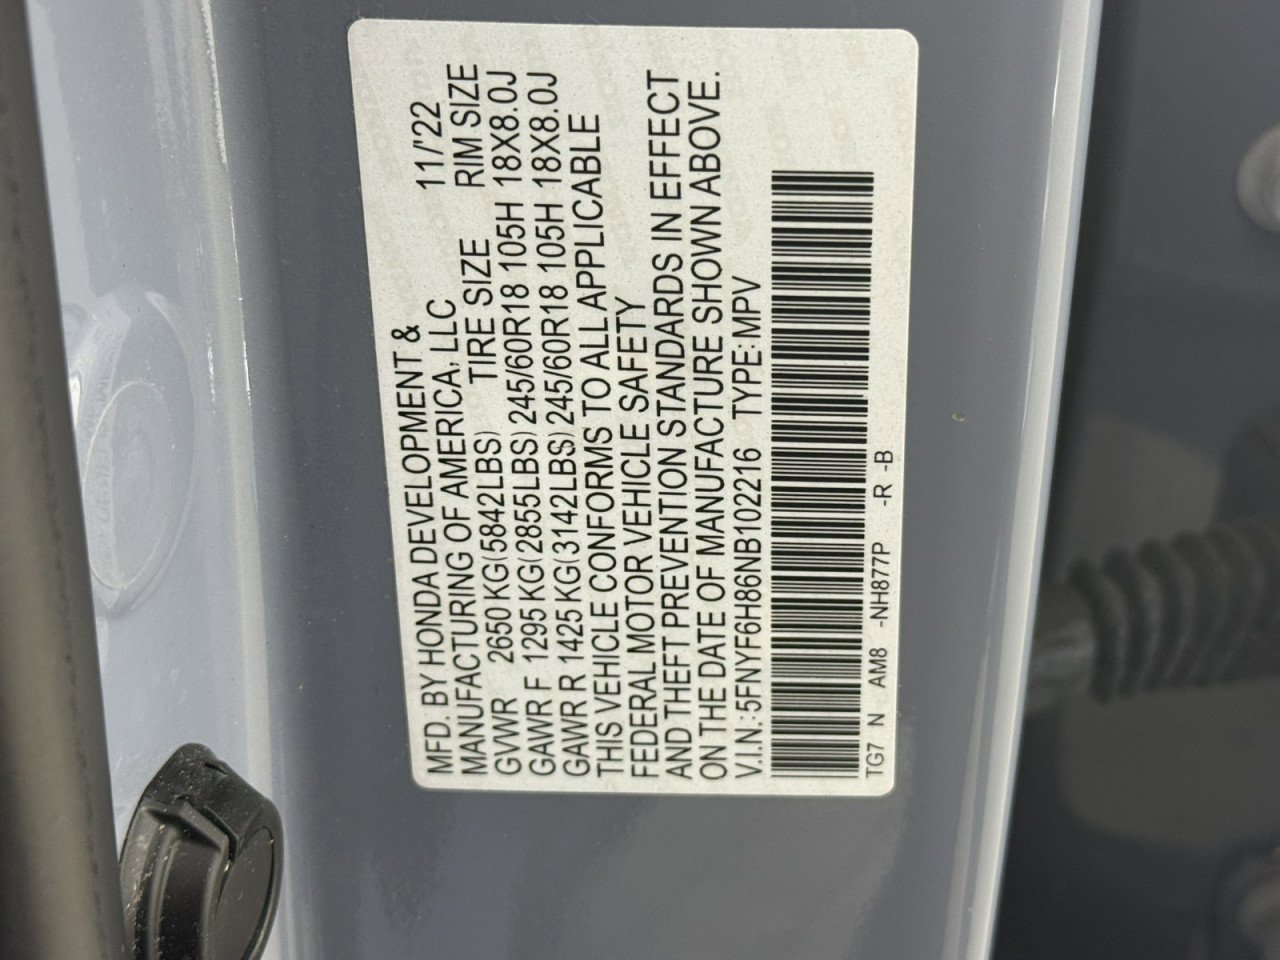 MFD. BY HONDA DEVELOPMENT &
MANUFACTURING OF AMERICA, LLC 11/'22
GVWR 2650 KG(5842LBS) TIRE SIZE RIM SIZE
GAWR F 1295 KG(2855LBS) 245/60R18 105H 18X8.0J
GAWR R 1425 KG(3142LBS) 245/60R18 105H 18X8.0J
THIS VEHICLE CONFORMS TO ALL APPLICABLE
FEDERAL MOTOR VEHICLE SAFETY
AND THEFT PREVENTION STANDARDS IN EFFECT
ON THE DATE OF MANUFACTURE SHOWN ABOVE.
V.I.N.:5FNYF6H86NB102216 TYPE:MPV
TG7 N AM8 -NH877P -R -B